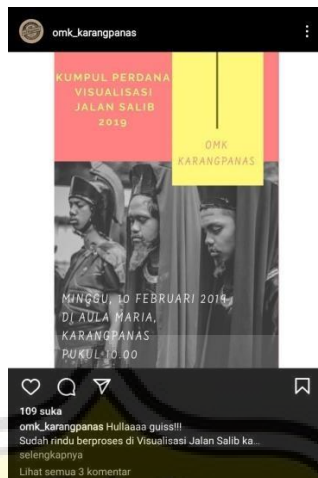 omk_karangpanas
KUMPUL PERDANA
VISUALISASI
JALAN SALIB
2019
OMK
KARANGPANAS
MINGGU, 10 FEBRUARI 2019
DI AULA MARIA,
KARANGPANAS
PUKUL 10.00
109 suka
omk_karangpanas Hullaaaa guiss!!!
Sudah rindu berproses di Visualisasi Jalan Salib ka...
selengkapnya
Lihat semua 3 komentar